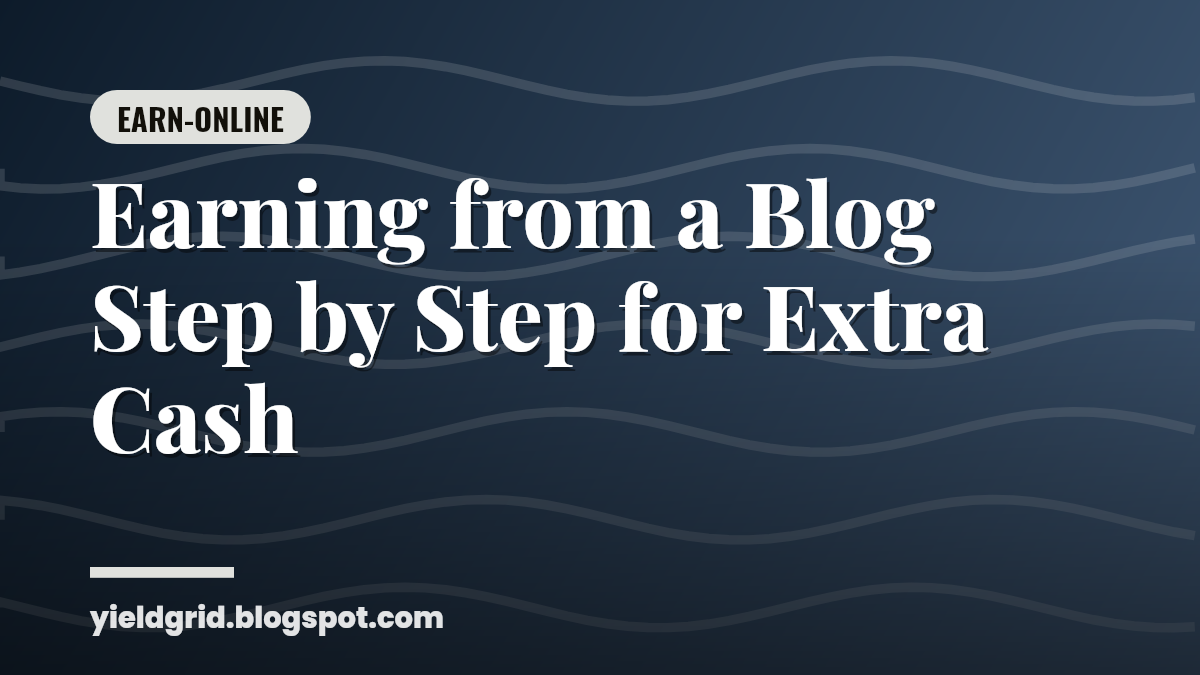 EARN-ONLINE
Earning from a Blog
Step by Step for Extra
Cash
yieldgrid.blogspot.com